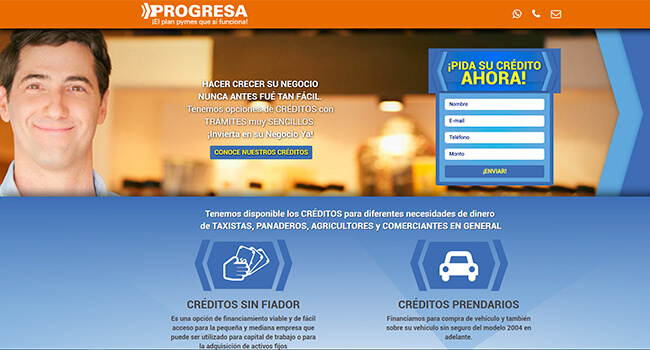 PROGRESA
¡El plan pymes que si funciona!
HACER CRECER SU NEGOCIO
NUNCA ANTES FUÉ TAN FÁCIL.
Tenemos opciones de CRÉDITOS con
TRÁMITES muy SENCILLOS
¡Invierta en su Negocio Ya!
CONOCE NUESTROS CRÉDITOS
¡PIDA SU CRÉDITO
AHORA!
Nombre
E-mail
Teléfono
Monto
¡ENVIAR!
Tenemos disponible los CRÉDITOS para diferentes necesidades de dinero
de TAXISTAS, PANADEROS, AGRICULTORES y COMERCIANTES EN GENERAL
CRÉDITOS SIN FIADOR
Es una opción de financiamiento viable y de fácil
acceso para la pequeña y mediana empresa que
puede ser utilizado para capital de trabajo o para
la adquisición de activos fijos
CRÉDITOS PRENDARIOS
Financiamos para compra de vehículo y también
sobre su vehículo sin seguro del modelo 2004 en
adelante.